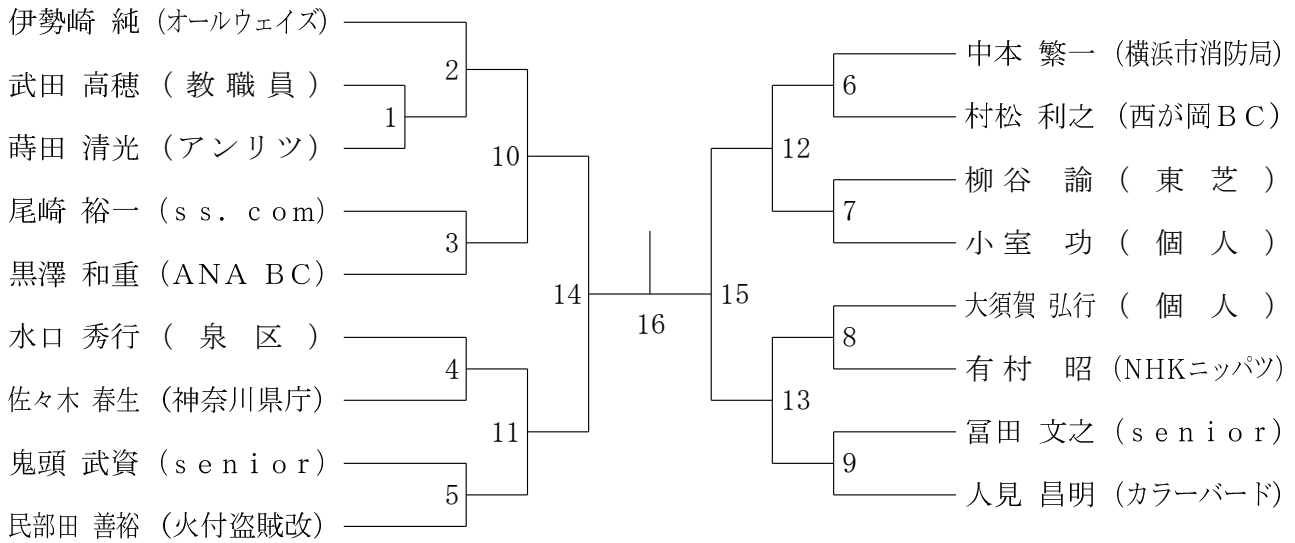 伊勢崎 純 (オールウェイズ)
武田 高穂 ( 教 職 員 )
蒔田 清光 (アンリツ)
尾崎 裕一 (ｓｓ．ｃｏｍ)
黒澤 和重 (ＡＮＡ ＢＣ)
水口 秀行 ( 泉 区 )
佐々木 春生 (神奈川県庁)
鬼頭 武資 (ｓｅｎｉｏｒ)
民部田 善裕 (火付盗賊改)
1
2
3
4
5
10
11
14
16
15
12
13
6
7
8
9
中本 繁一 (横浜市消防局)
村松 利之 (西が岡ＢＣ)
柳 谷 諭 ( 東 芝 )
小 室 功 ( 個 人 )
大須賀 弘行 ( 個 人 )
有 村 昭 (NHKニッパツ)
冨田 文之 (ｓｅｎｉｏｒ)
人見 昌明 (カラーバード)